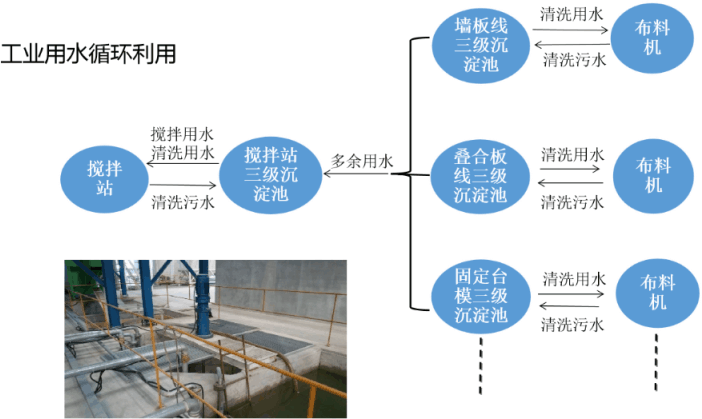 工业用水循环利用
搅拌
站
搅拌用水
清洗用水
清洗污水
搅拌站
三级沉
淀池
多余用水
墙板线
三级沉
淀池
清洗用水
清洗污水
布料
机
叠合板
线三级
沉淀池
清洗用水
清洗污水
布料
机
固定台
模三级
沉淀池
清洗用水
清洗污水
布料
机